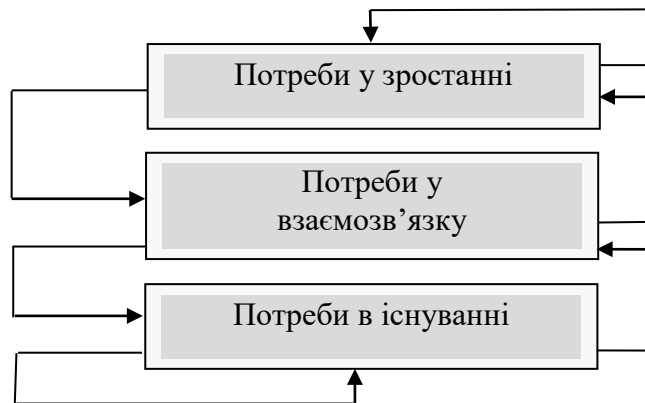 Потреби у зростанні
Потреби у
взаємозв’язку
Потреби в існуванні